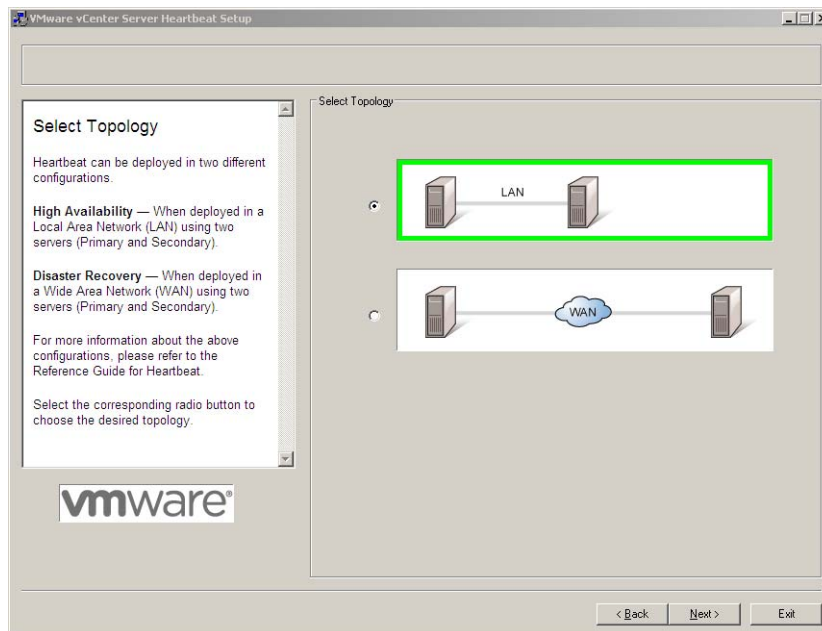 VMware vCenter Server Heartbeat Setup
Select Topology
Heartbeat can be deployed in two different
configurations.
High Availability — When deployed in a
Local Area Network (LAN) using two
servers (Primary and Secondary).
Disaster Recovery — When deployed in
a Wide Area Network (WAN) using two
servers (Primary and Secondary).
For more information about the above
configurations, please refer to the
Reference Guide for Heartbeat.
Select the corresponding radio button to
choose the desired topology.
vmware®
Select Topology
LAN
WAN
< Back
Next >
Exit